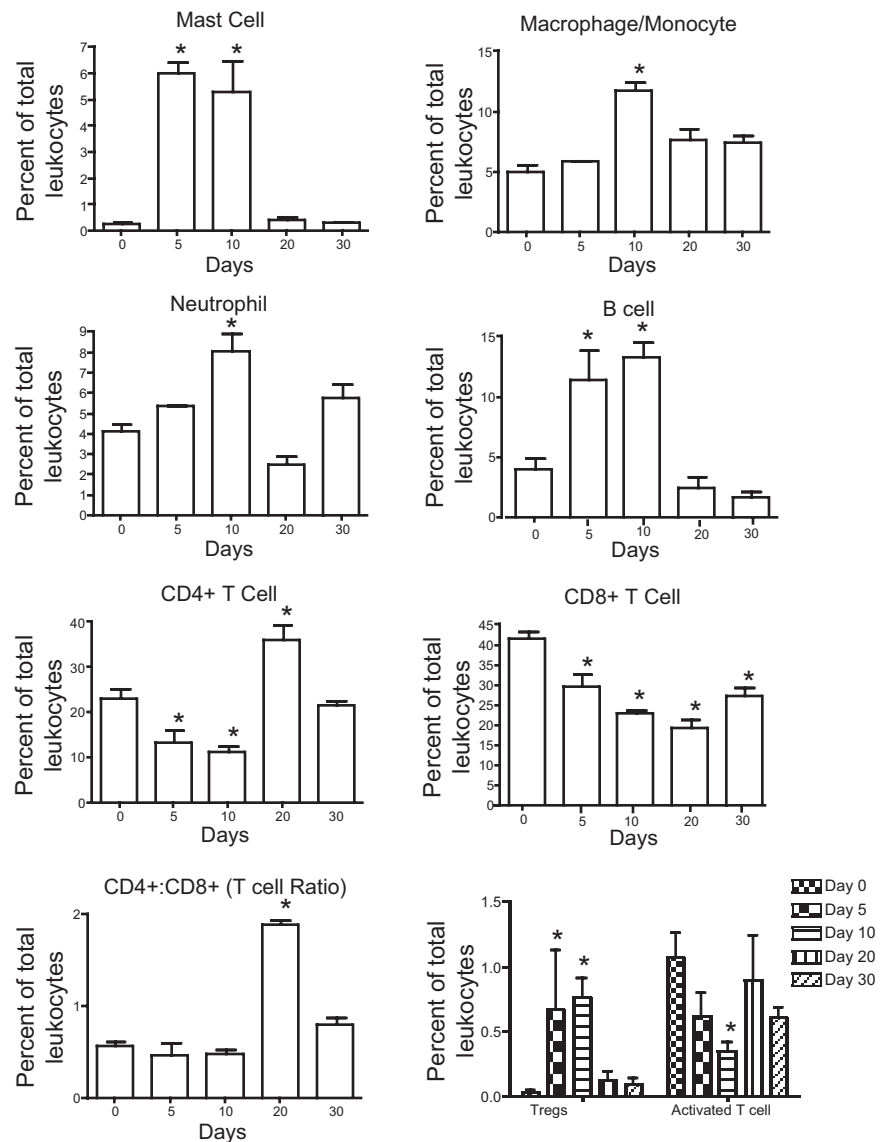 Mast Cell
Percent of total
leukocytes
7
6
5
4
3
2
1
0
* *
0 5 10 20 30
Days
Macrophage/Monocyte
Percent of total
leukocytes
15
10
5
0
*
0 5 10 20 30
Days
Neutrophil
Percent of total
leukocytes
9
8
7
6
5
4
3
2
1
0
*
0 5 10 20 30
Days
B cell
Percent of total
leukocytes
15
10
5
0
* *
0 5 10 20 30
Days
CD4+ T Cell
Percent of total
leukocytes
40
30
20
10
0
* * *
0 5 10 20 30
Days
CD8+ T Cell
Percent of total
leukocytes
45
40
35
30
25
20
15
10
5
0
* * * *
0 5 10 20 30
Days
CD4+:CD8+ (T cell Ratio)
Percent of total
leukocytes
2
1
0
*
0 5 10 20 30
Days
Percent of total
leukocytes
1.5
1.0
0.5
0.0
* * *
Tregs Activated T cell
Day 0
Day 5
Day 10
Day 20
Day 30